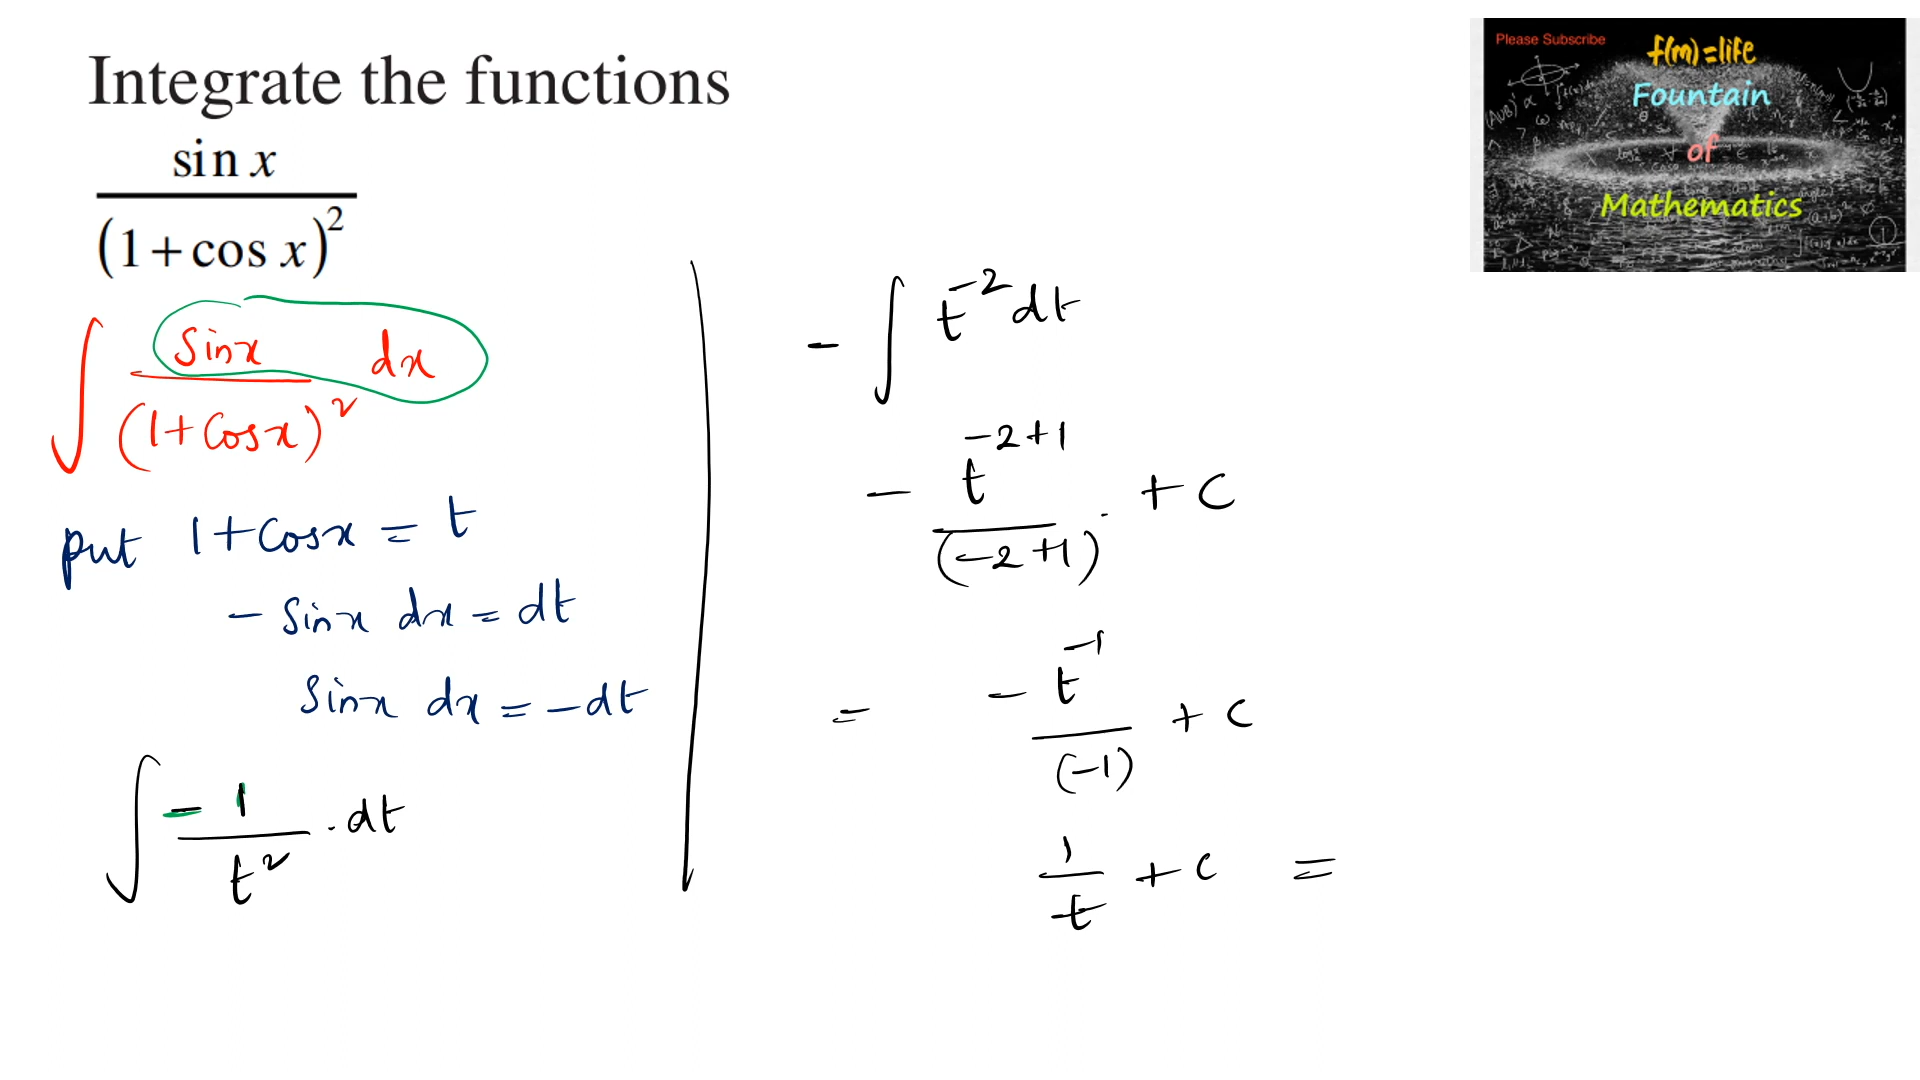 Integrate the functions
sin x
(1+cos x)²
∫ Sinx dx
(1+Cosx)²
put 1+Cosx = t
- Sinx dx = dt
Sinx dx = -dt
∫ -1 . dt
t²
- ∫ t⁻² dt
- t⁻²⁺¹ + C
(-2+1)
= - t⁻¹ + C
(-1)
1 + C =
t
Please Subscribe
f(m)=life
Fountain
of
Mathematics